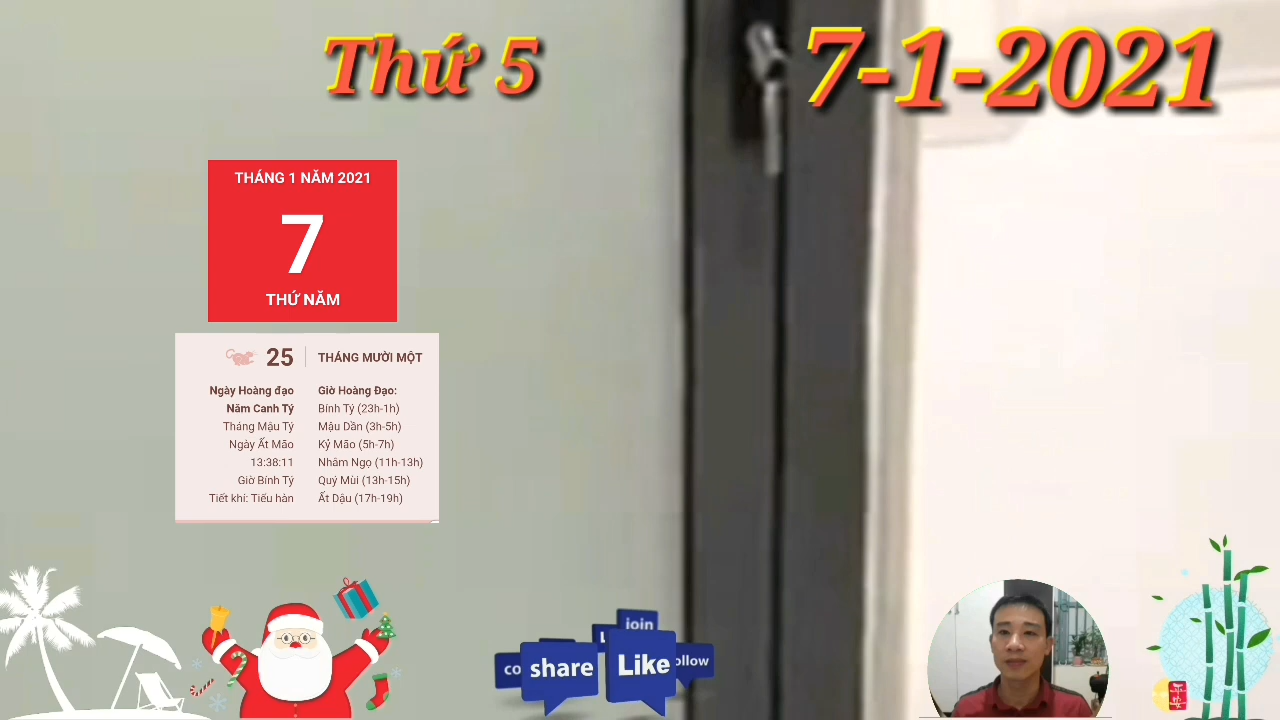 Thứ 5
7-1-2021
THÁNG 1 NĂM 2021
7
THỨ NĂM
25
THÁNG MƯỜI MỘT
Ngày Hoàng đạo
Năm Canh Tý
Tháng Mậu Tý
Ngày Ất Mão
13:38:11
Giờ Bính Tý
Tiết khí: Tiểu hàn
Giờ Hoàng Đạo:
Bính Tý (23h-1h)
Mậu Dần (3h-5h)
Kỷ Mão (5h-7h)
Nhâm Ngọ (11h-13h)
Quý Mùi (13h-15h)
Ất Dậu (17h-19h)
join
co share Like ollow